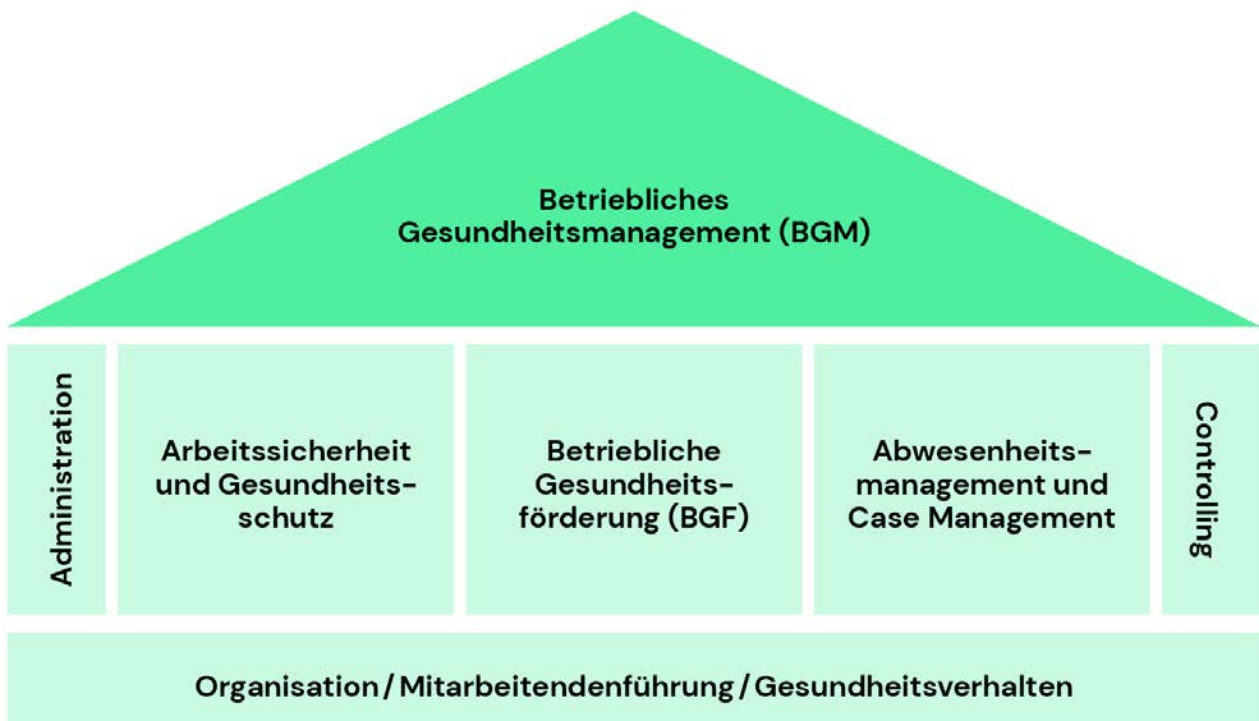 Betriebliches
Gesundheitsmanagement (BGM)
Administration
Arbeitssicherheit
und Gesundheits-
schutz
Betriebliche
Gesundheits-
förderung (BGF)
Abwesenheits-
management und
Case Management
Controlling
Organisation / Mitarbeitendenführung / Gesundheitsverhalten